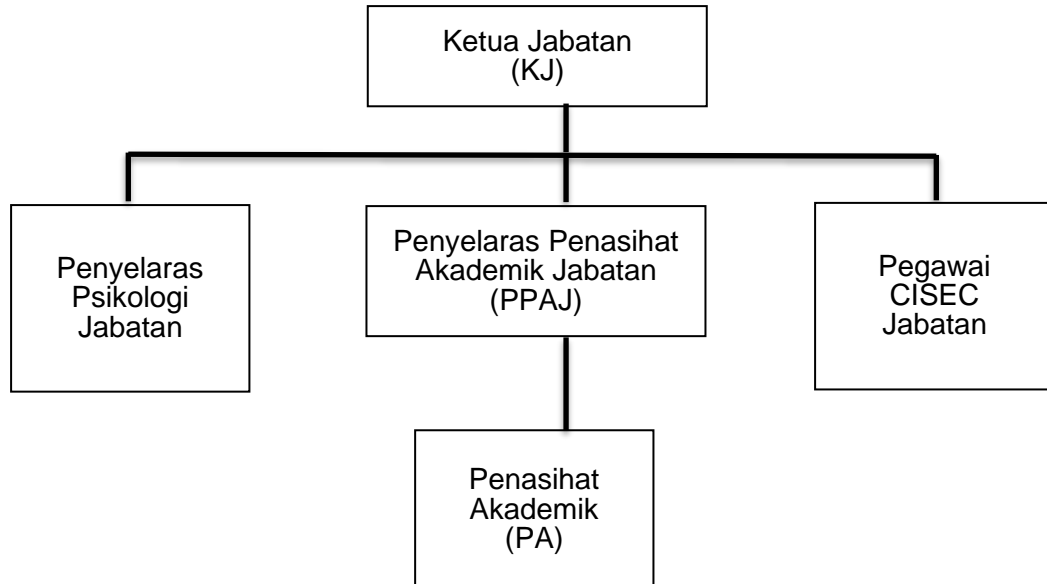 Ketua Jabatan
(KJ)
Penyelaras
Psikologi
Jabatan
Penyelaras Penasihat
Akademik Jabatan
(PPAJ)
Pegawai
CISEC
Jabatan
Penasihat
Akademik
(PA)